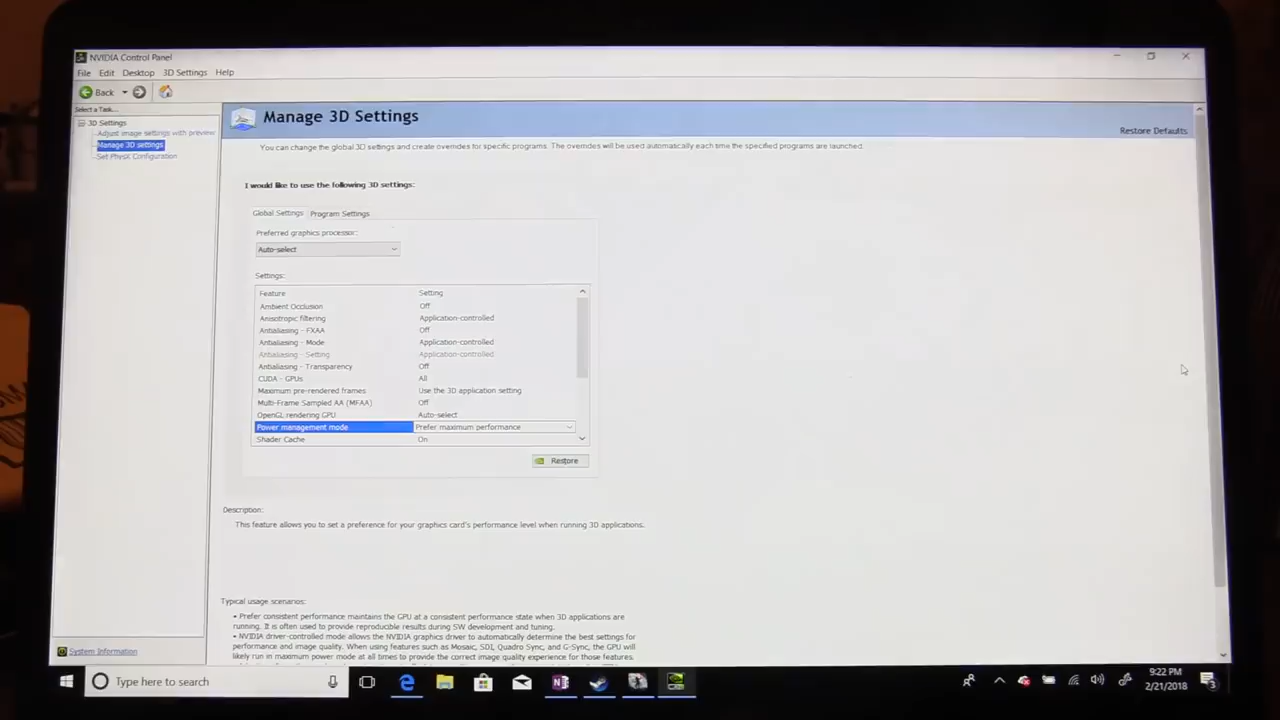 NVIDIA Control Panel
File Edit Desktop 3D Settings Help
Back
Select a Task...
3D Settings
Adjust image settings with preview
Manage 3D settings
Set PhysX Configuration
System Information
Manage 3D Settings
Restore Defaults
You can change the global 3D settings and create overrides for specific programs. The overrides will be used automatically each time the specified programs are launched.
I would like to use the following 3D settings:
Global Settings Program Settings
Preferred graphics processor:
Auto-select
Settings:
Feature Setting
Ambient Occlusion Off
Anisotropic filtering Application-controlled
Antialiasing - FXAA Off
Antialiasing - Mode Application-controlled
Antialiasing - Setting Application-controlled
Antialiasing - Transparency Off
CUDA - GPUs All
Maximum pre-rendered frames Use the 3D application setting
Multi-Frame Sampled AA (MFAA) Off
OpenGL rendering GPU Auto-select
Power management mode Prefer maximum performance
Shader Cache On
Restore
Description:
This feature allows you to set a preference for your graphics card's performance level when running 3D applications.
Typical usage scenarios:
• Prefer consistent performance maintains the GPU at a consistent performance state when 3D applications are
running. It is often used to provide reproducible results during SW development and tuning.
• NVIDIA driver-controlled mode allows the NVIDIA graphics driver to automatically determine the best settings for
performance and image quality. When using features such as Mosaic, SDI, Quadro Sync, and G-Sync, the GPU will
likely run in maximum power mode at all times to provide the correct image quality experience for those features.
Type here to search
9:22 PM
2/21/2018
3